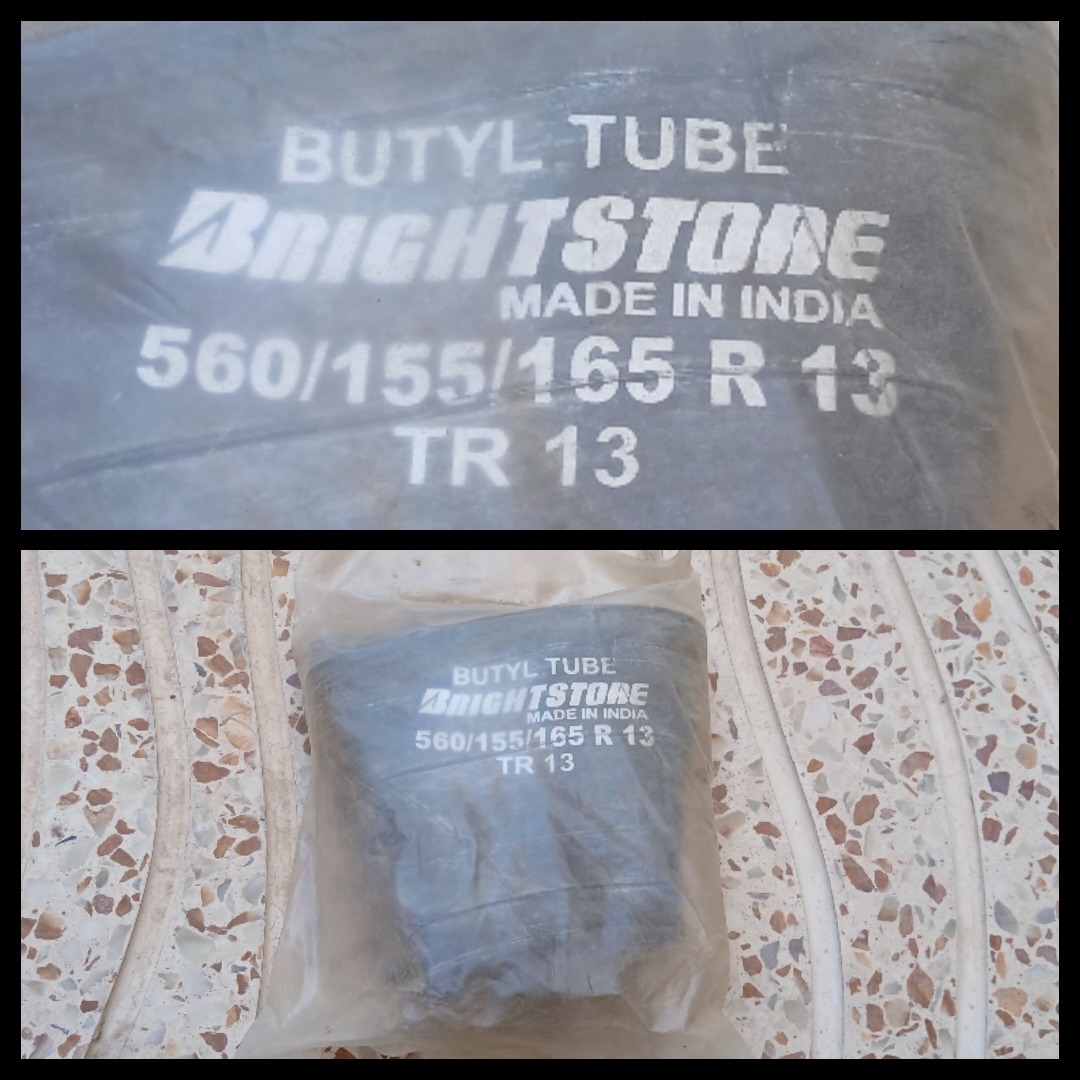 BUTYL TUBE
BRIGHTSTONE
MADE IN INDIA
560/155/165 R 13
TR 13
BUTYL TUBE
BRIGHTSTONE
MADE IN INDIA
560/155/165 R 13
TR 13